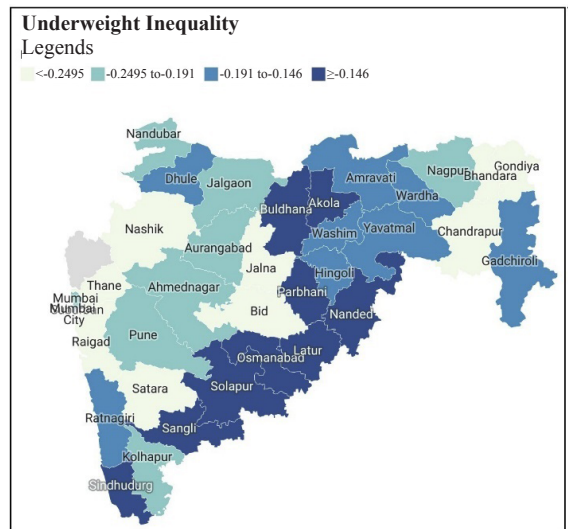 Underweight Inequality
Legends
<-0.2495 -0.2495 to-0.191 -0.191 to-0.146 ≥-0.146
Nandubar
Dhule
Jalgaon
Nashik
Aurangabad
Buldhana
Akola
Amravati
Nagpur
Gondiya
Bhandara
Wardha
Washim
Yavatmal
Chandrapur
Gadchiroli
Hingoli
Jalna
Parbhani
Thane
Ahmednagar
Mumbai
Mumbai
City
Bid
Nanded
Raigad
Pune
Latur
Osmanabad
Satara
Solapur
Ratnagiri
Sangli
Kolhapur
Sindhudurg